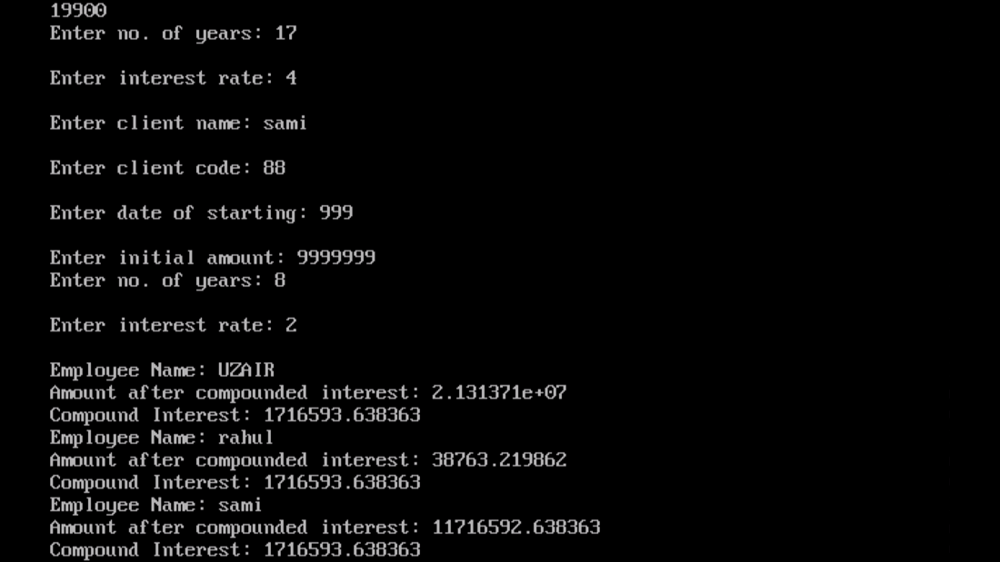 19900
Enter no. of years: 17
Enter interest rate: 4
Enter client name: sami
Enter client code: 88
Enter date of starting: 999
Enter initial amount: 9999999
Enter no. of years: 8
Enter interest rate: 2
Employee Name: UZAIR
Amount after compounded interest: 2.131371e+07
Compound Interest: 1716593.638363
Employee Name: rahul
Amount after compounded interest: 38763.219862
Compound Interest: 1716593.638363
Employee Name: sami
Amount after compounded interest: 11716592.638363
Compound Interest: 1716593.638363